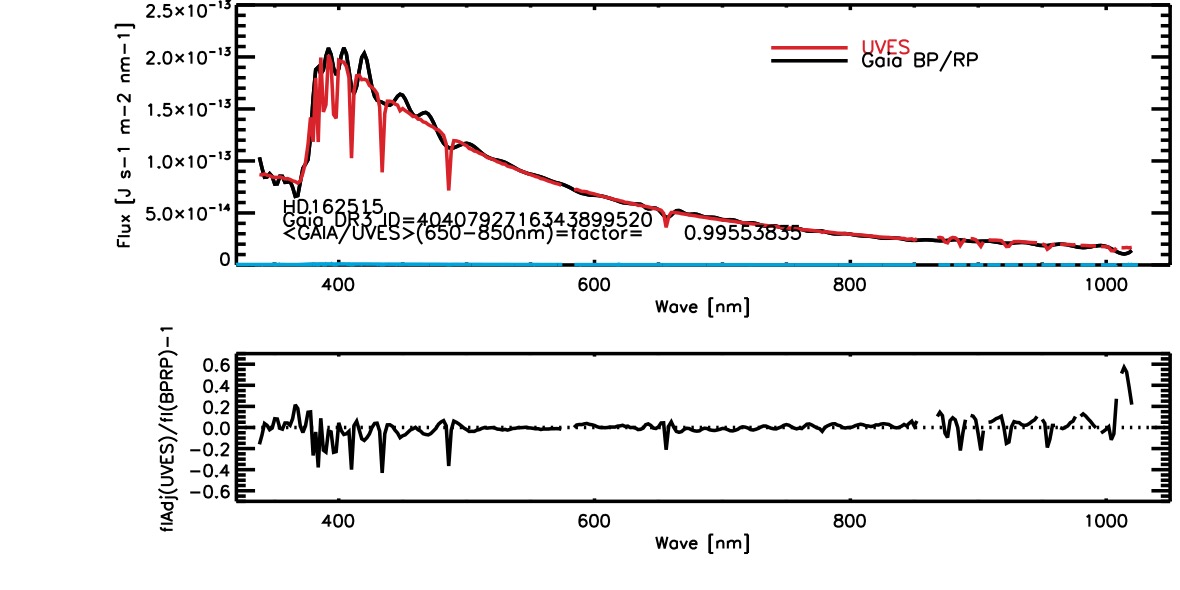 2.5×10⁻¹³
2.0×10⁻¹³
1.5×10⁻¹³
1.0×10⁻¹³
5.0×10⁻¹⁴
0
Flux [J s−1 m−2 nm−1]
UVES
Gaia BP/RP
HD162515
Gaia DR3 ID=4040792716343899520
<GAIA/UVES>(650−850nm)=factor= 0.99553835
400 600 800 1000
Wave [nm]
flAdj(UVES)/fl(BPRP)−1
0.6
0.4
0.2
0.0
−0.2
−0.4
−0.6
400 600 800 1000
Wave [nm]